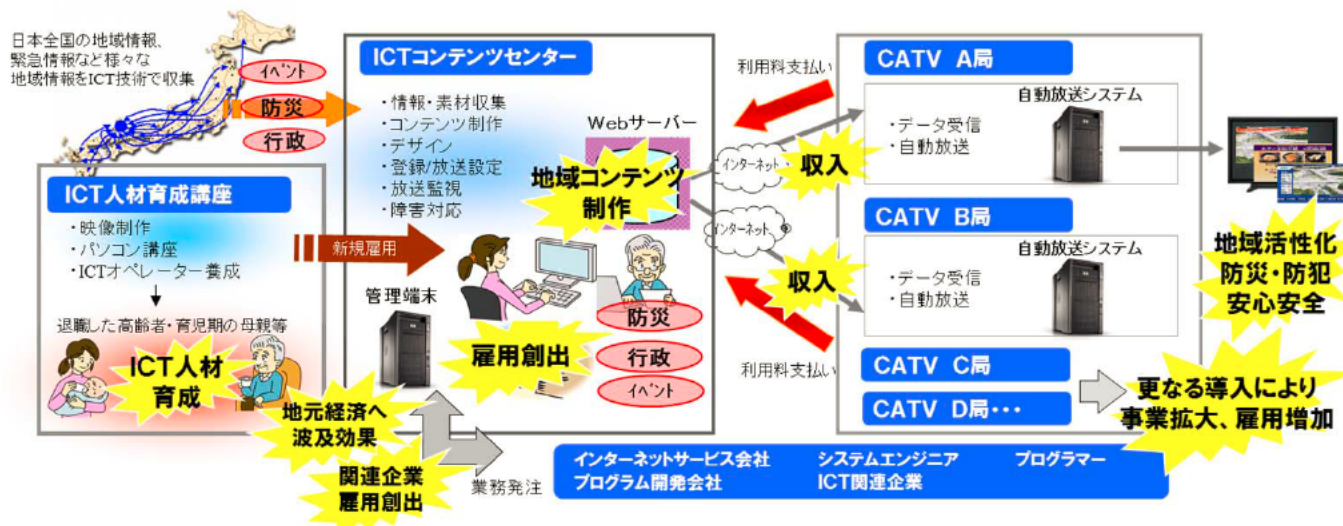 日本全国の地域情報、
緊急情報など様々な
地域情報をICT技術で収集
イベント
防災
行政
ICT人材育成講座
・映像制作
・パソコン講座
・ICTオペレーター養成
退職した高齢者・育児期の母親等
ICT人材
育成
新規雇用
ICTコンテンツセンター
・情報・素材収集
・コンテンツ制作
・デザイン
・登録/放送設定
・放送監視
・障害対応
Webサーバー
地域コンテンツ
制作
管理端末
雇用創出
防災
行政
イベント
地元経済へ
波及効果
関連企業
雇用創出
業務発注
利用料支払い
インターネット
収入
インターネット
収入
利用料支払い
CATV A局
自動放送システム
・データ受信
・自動放送
CATV B局
自動放送システム
・データ受信
・自動放送
CATV C局
CATV D局・・・
地域活性化
防災・防犯
安心安全
更なる導入により
事業拡大、雇用増加
インターネットサービス会社 システムエンジニア プログラマー
プログラム開発会社 ICT関連企業